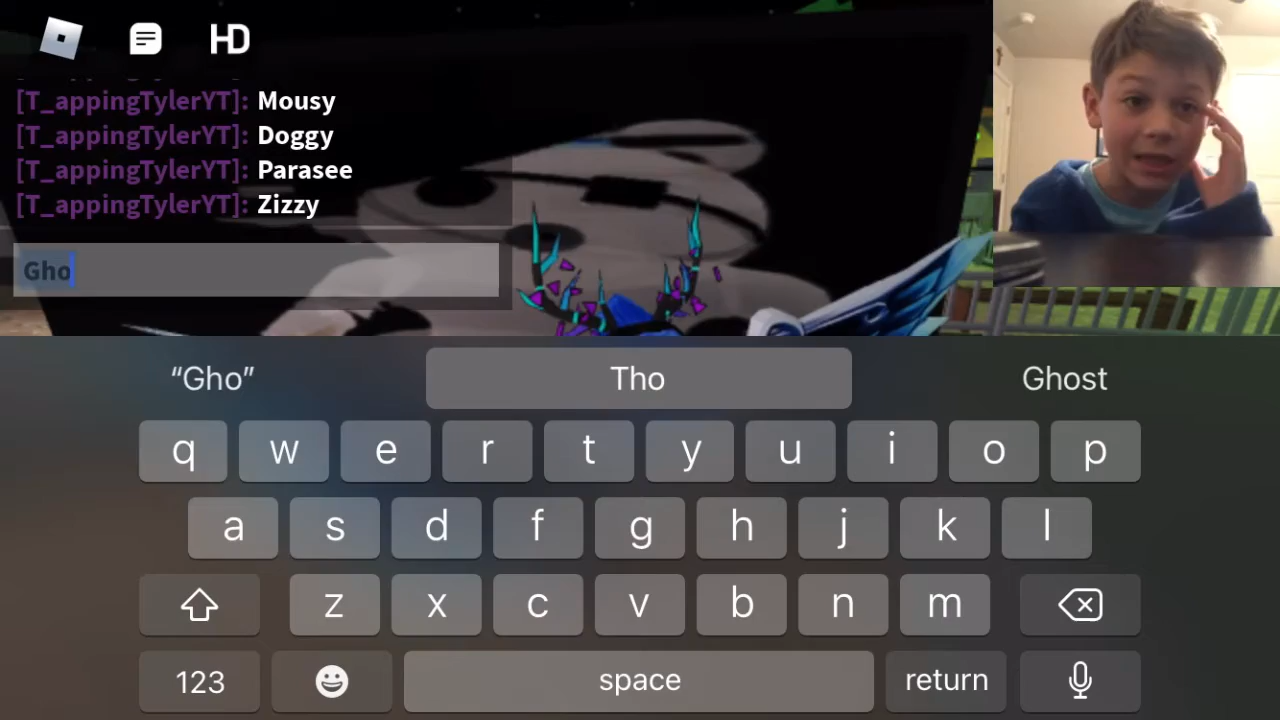 HD
[T_appingTylerYT]: Mousy
[T_appingTylerYT]: Doggy
[T_appingTylerYT]: Parasee
[T_appingTylerYT]: Zizzy
Gho
“Gho” Tho Ghost
q w e r t y u i o p
a s d f g h j k l
z x c v b n m
123 space return